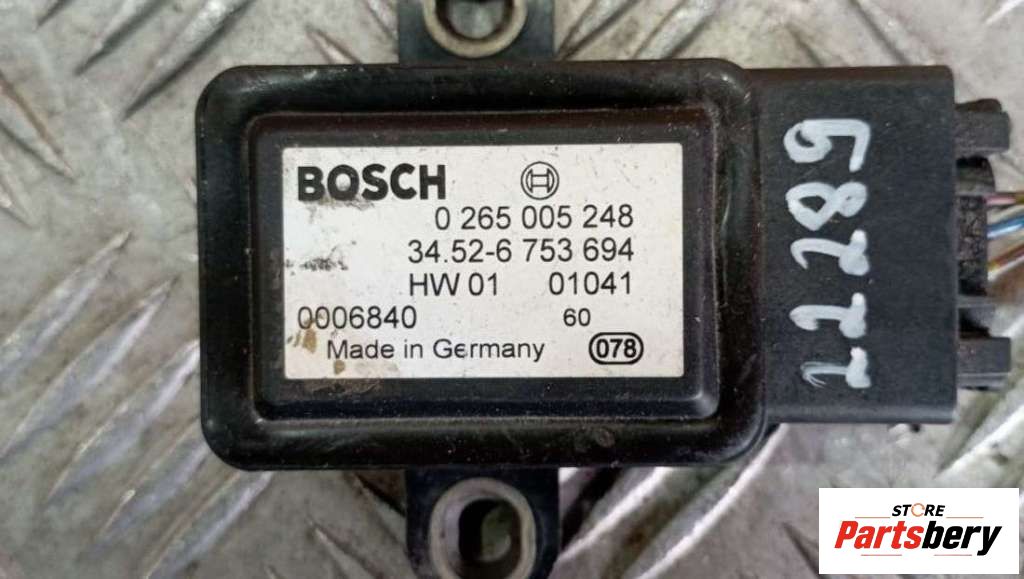 BOSCH
0 265 005 248
34.52-6 753 694
HW 01 01041
0006840 60
Made in Germany 078
22289
STORE
Partsbery